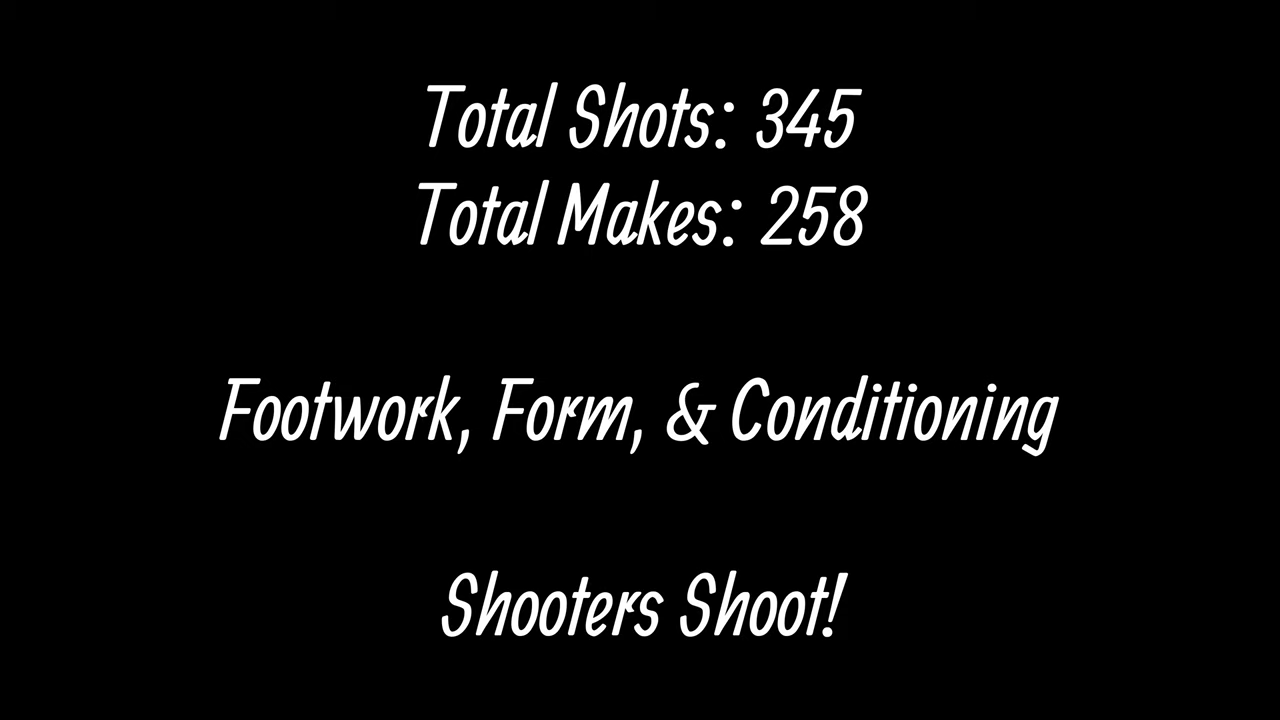 Total Shots: 345
Total Makes: 258
Footwork, Form, & Conditioning
Shooters Shoot!